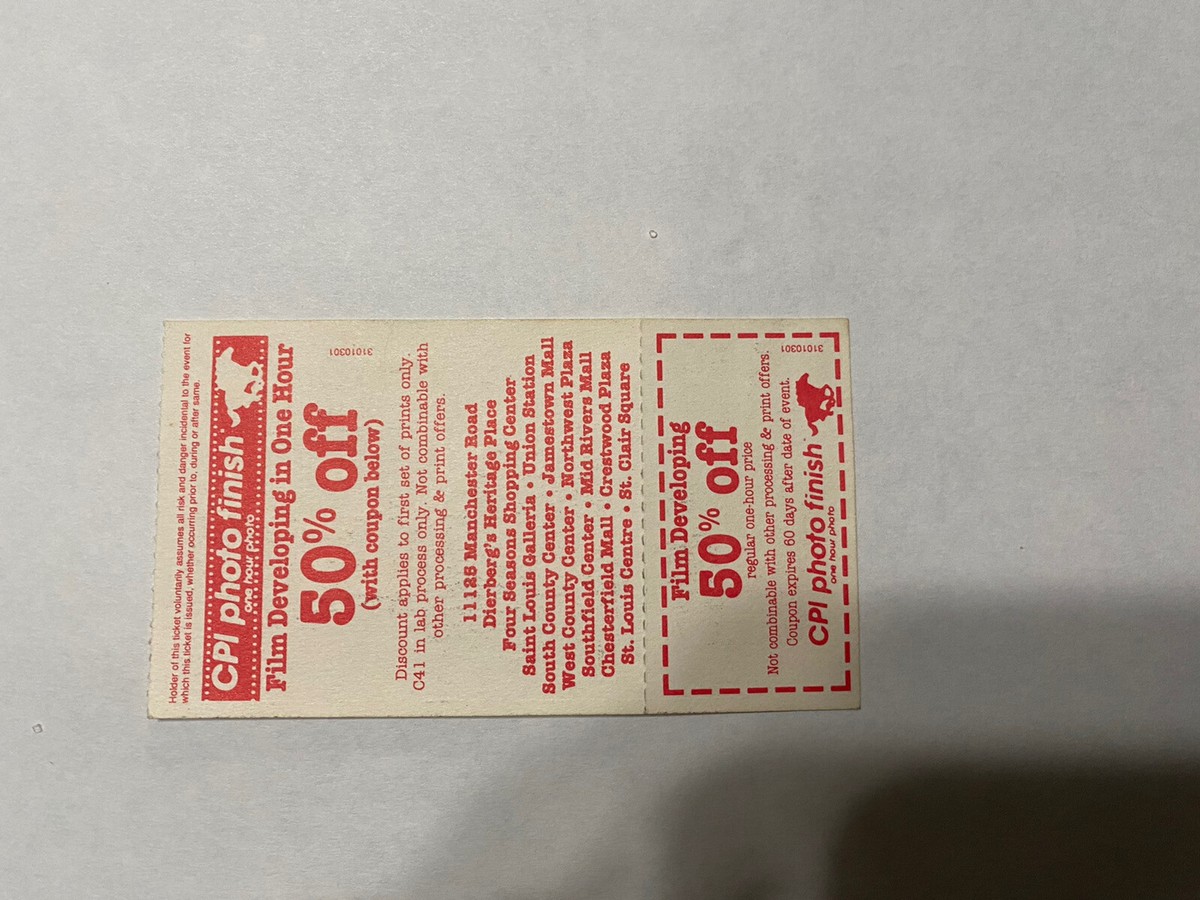 Holder of this ticket voluntarily assumes all risk and danger incidental to the event for
which this ticket is issued, whether occurring prior to, during or after same.
CPI photo finish
one hour photo
Film Developing in One Hour
50% off
(with coupon below)
31010301
Discount applies to first set of prints only.
C41 in lab process only. Not combinable with
other processing & print offers.
11125 Manchester Road
Dierberg's Heritage Place
Four Seasons Shopping Center
Saint Louis Galleria • Union Station
South County Center • Jamestown Mall
West County Center • Northwest Plaza
Southfield Center • Mid Rivers Mall
Chesterfield Mall • Crestwood Plaza
St. Louis Centre • St. Clair Square
Film Developing
50% off
regular one-hour price
Not combinable with other processing & print offers.
Coupon expires 60 days after date of event.
31010301
CPI photo finish
one hour photo